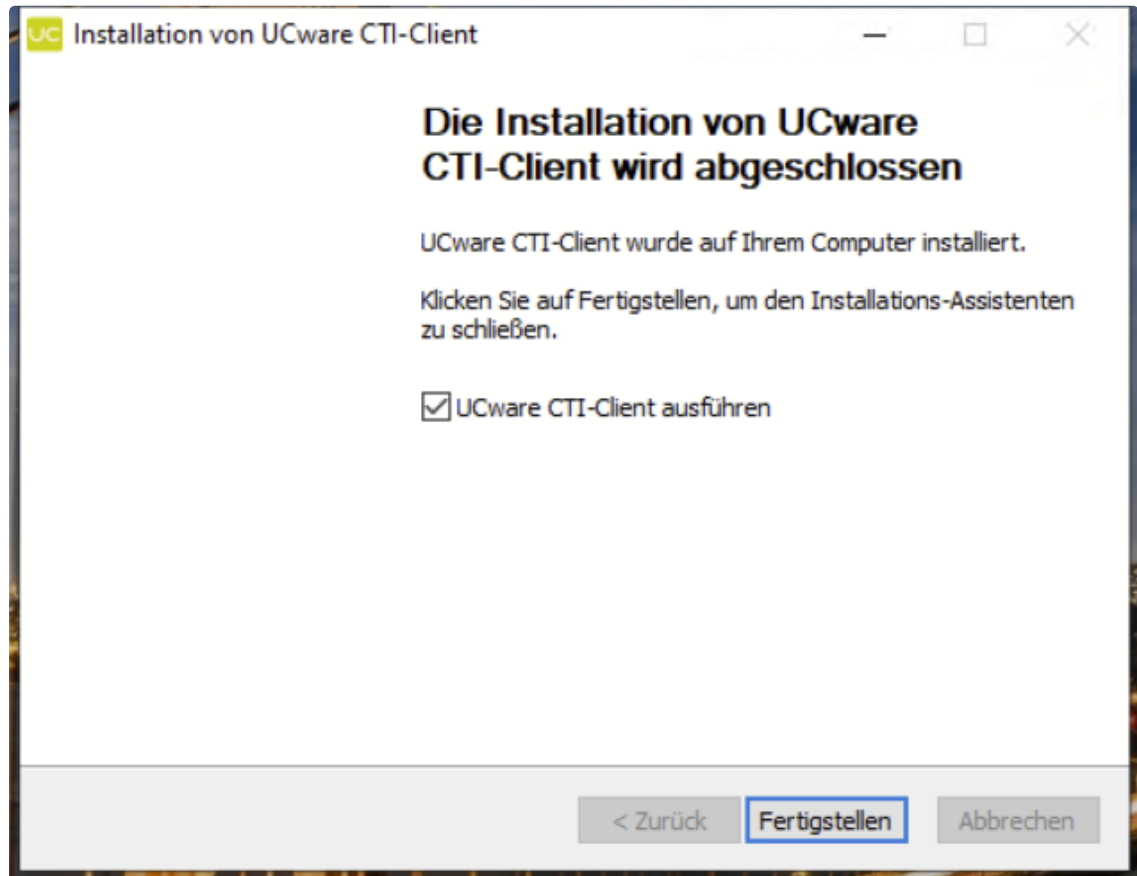 UC Installation von UCware CTI-Client
Die Installation von UCware
CTI-Client wird abgeschlossen
UCware CTI-Client wurde auf Ihrem Computer installiert.
Klicken Sie auf Fertigstellen, um den Installations-Assistenten
zu schließen.
UCware CTI-Client ausführen
< Zurück Fertigstellen Abbrechen